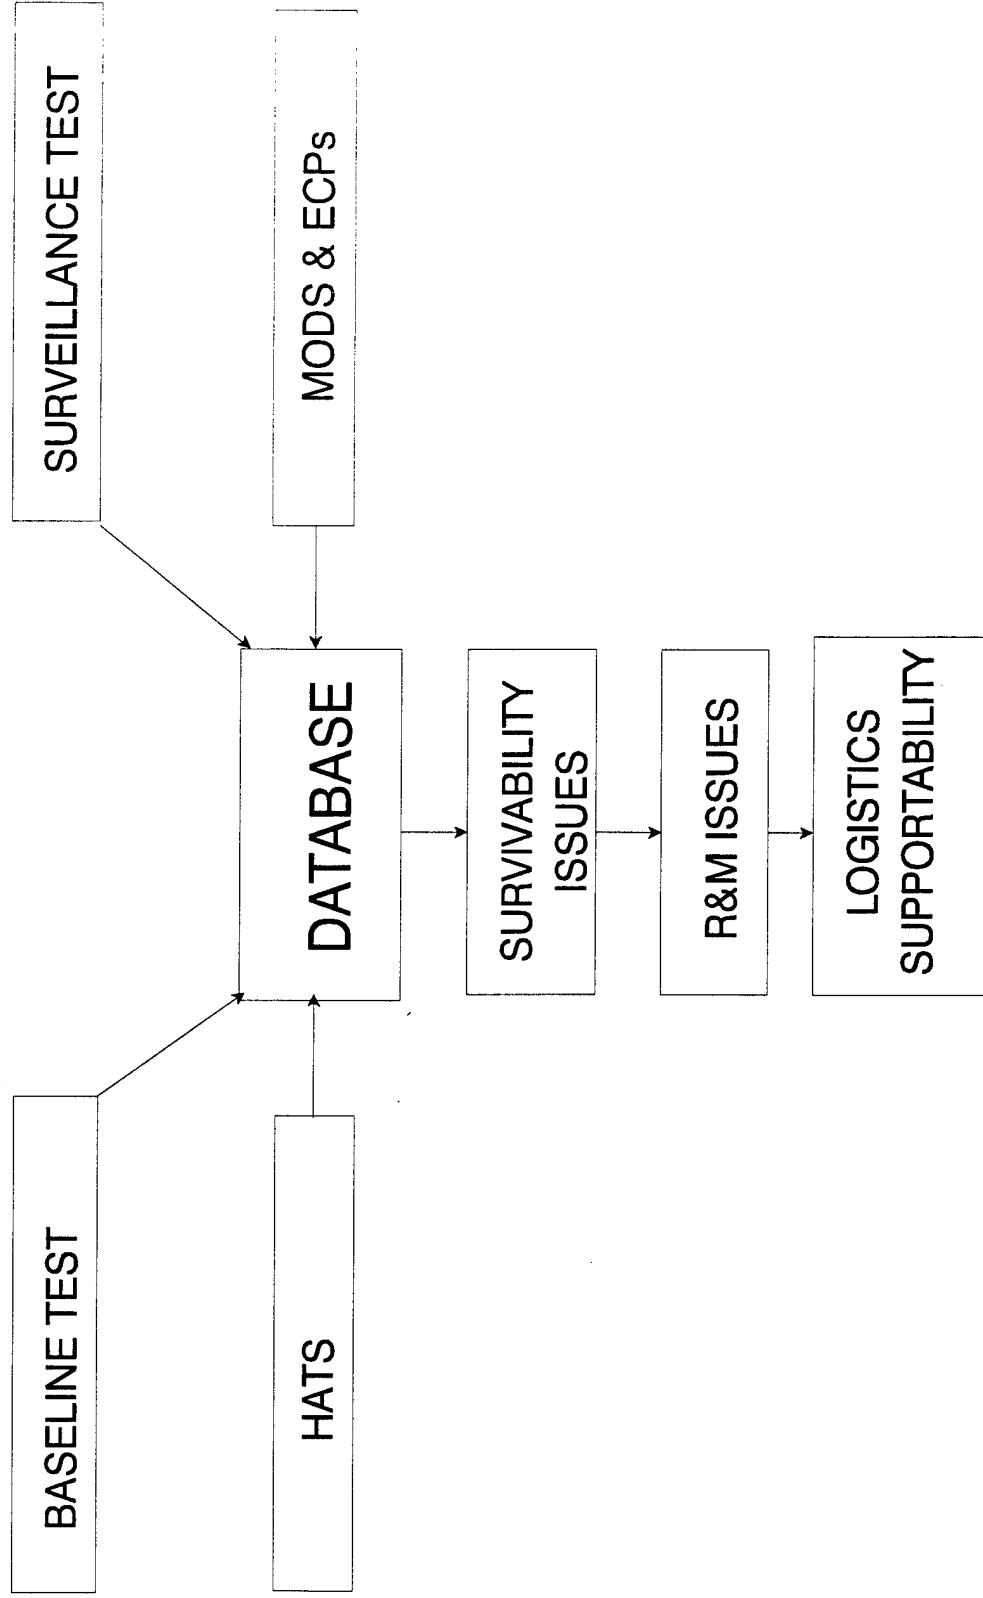 BASELINE TEST
SURVEILLANCE TEST
HATS
MODS & ECPs
DATABASE
SURVIVABILITY
ISSUES
R&M ISSUES
LOGISTICS
SUPPORTABILITY